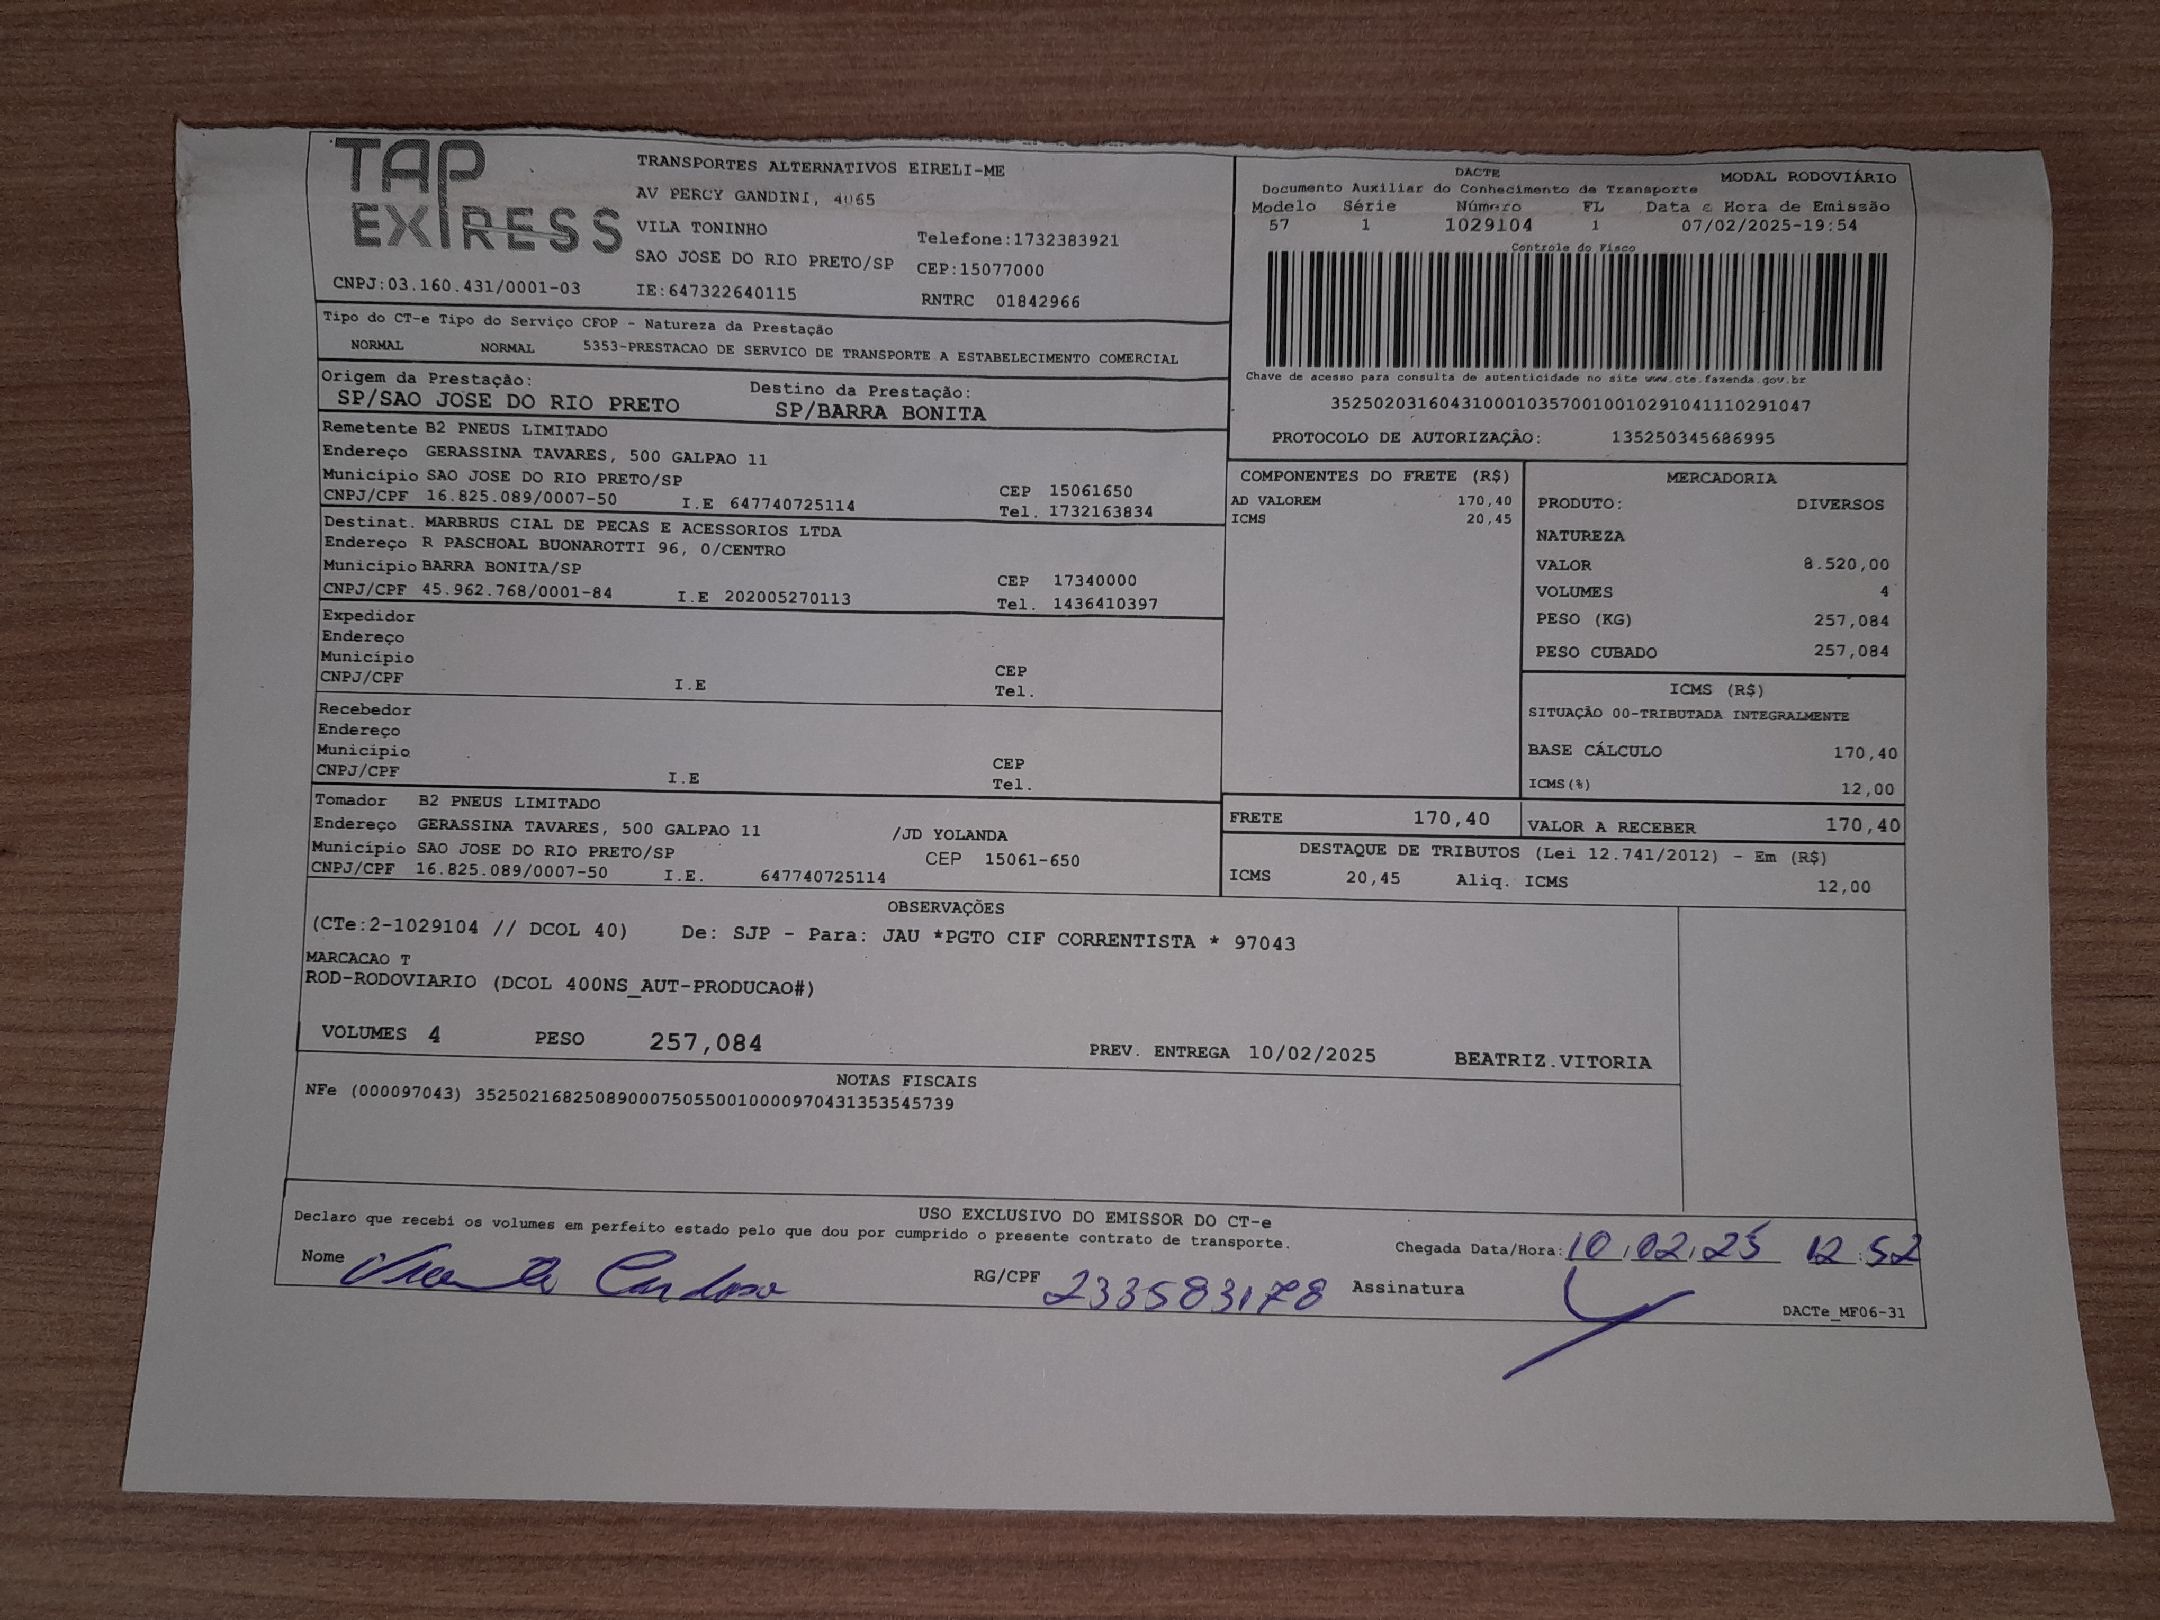 TAP
EXPRESS
TRANSPORTES ALTERNATIVOS EIRELI-ME
AV PERCY GANDINI, 4065
VILA TONINHO
Telefone:1732383921
SAO JOSE DO RIO PRETO/SP CEP:15077000
CNPJ:03.160.431/0001-03 IE:647322640115 RNTRC 01842966
DACTE MODAL RODOVIÁRIO
Documento Auxiliar do Conhecimento de Transporte
Modelo Série Número FL Data e Hora de Emissão
57 1 1029104 1 07/02/2025-19:54
Controle do Fisco
Chave de acesso para consulta de autenticidade no site www.cte.fazenda.gov.br
35250203160431000103570010010291041110291047
PROTOCOLO DE AUTORIZAÇÃO: 135250345686995
Tipo do CT-e Tipo do Serviço CFOP - Natureza da Prestação
NORMAL NORMAL 5353-PRESTACAO DE SERVICO DE TRANSPORTE A ESTABELECIMENTO COMERCIAL
Origem da Prestação: Destino da Prestação:
SP/SAO JOSE DO RIO PRETO SP/BARRA BONITA
Remetente B2 PNEUS LIMITADO
Endereço GERASSINA TAVARES, 500 GALPAO 11
Município SAO JOSE DO RIO PRETO/SP CEP 15061650
CNPJ/CPF 16.825.089/0007-50 I.E 647740725114 Tel. 1732163834
Destinat. MARBRUS CIAL DE PECAS E ACESSORIOS LTDA
Endereço R PASCHOAL BUONAROTTI 96, 0/CENTRO
Município BARRA BONITA/SP CEP 17340000
CNPJ/CPF 45.962.768/0001-84 I.E 202005270113 Tel. 1436410397
Expedidor
Endereço
Município CEP
CNPJ/CPF I.E Tel.
Recebedor
Endereço
Município CEP
CNPJ/CPF I.E Tel.
Tomador B2 PNEUS LIMITADO
Endereço GERASSINA TAVARES, 500 GALPAO 11 /JD YOLANDA
Município SAO JOSE DO RIO PRETO/SP CEP 15061-650
CNPJ/CPF 16.825.089/0007-50 I.E. 647740725114
COMPONENTES DO FRETE (R$)
AD VALOREM 170,40
ICMS 20,45
MERCADORIA
PRODUTO: DIVERSOS
NATUREZA
VALOR 8.520,00
VOLUMES 4
PESO (KG) 257,084
PESO CUBADO 257,084
ICMS (R$)
SITUAÇÃO 00-TRIBUTADA INTEGRALMENTE
BASE CÁLCULO 170,40
ICMS(%) 12,00
FRETE 170,40 VALOR A RECEBER 170,40
DESTAQUE DE TRIBUTOS (Lei 12.741/2012) - Em (R$)
ICMS 20,45 Aliq. ICMS 12,00
OBSERVAÇÕES
(CTe:2-1029104 // DCOL 40) De: SJP - Para: JAU *PGTO CIF CORRENTISTA * 97043
MARCACAO T
ROD-RODOVIARIO (DCOL 400NS_AUT-PRODUCAO#)
VOLUMES 4 PESO 257,084 PREV. ENTREGA 10/02/2025 BEATRIZ.VITORIA
NOTAS FISCAIS
NFe (000097043) 35250216825089000750550010000970431353545739
USO EXCLUSIVO DO EMISSOR DO CT-e
Declaro que recebi os volumes em perfeito estado pelo que dou por cumprido o presente contrato de transporte.
Chegada Data/Hora: 10.02.25 12:52
Nome Vicente Cardoso RG/CPF 233583178 Assinatura
DACTe_MF06-31